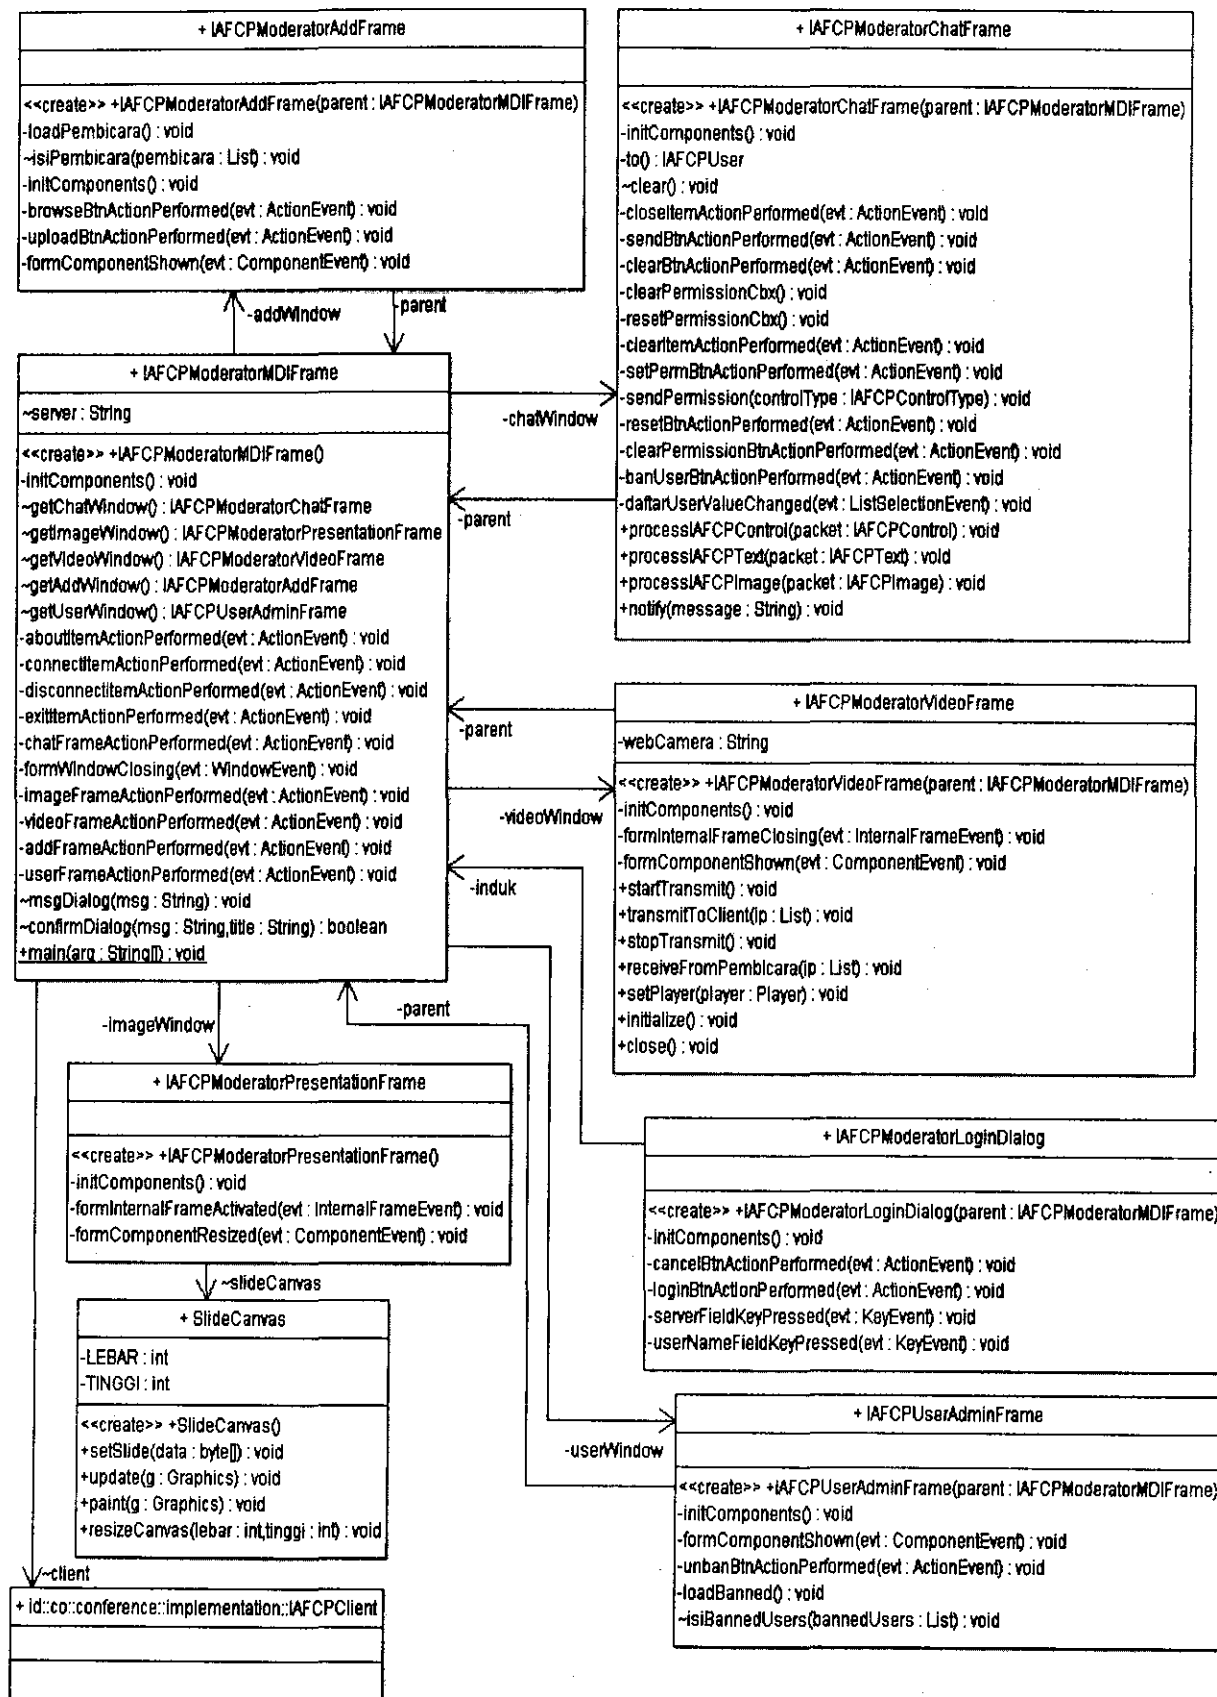 + IAFCPModeratorAddFrame
<<create>> +IAFCPModeratorAddFrame(parent : IAFCPModeratorMDIFrame)
-loadPembicara() : void
~isiPembicara(pembicara : List) : void
-initComponents() : void
-browseBtnActionPerformed(evt : ActionEvent) : void
-uploadBtnActionPerformed(evt : ActionEvent) : void
-formComponentShown(evt : ComponentEvent) : void
-addWindow
-parent
+ IAFCPModeratorChatFrame
<<create>> +IAFCPModeratorChatFrame(parent : IAFCPModeratorMDIFrame)
-initComponents() : void
-to() : IAFCPUser
~clear() : void
-closeItemActionPerformed(evt : ActionEvent) : void
-sendBtnActionPerformed(evt : ActionEvent) : void
-clearBtnActionPerformed(evt : ActionEvent) : void
-clearPermissionCbx() : void
-resetPermissionCbx() : void
-clearItemActionPerformed(evt : ActionEvent) : void
-setPermBtnActionPerformed(evt : ActionEvent) : void
-sendPermission(controlType : IAFCPControlType) : void
-resetBtnActionPerformed(evt : ActionEvent) : void
-clearPermissionBtnActionPerformed(evt : ActionEvent) : void
-banUserBtnActionPerformed(evt : ActionEvent) : void
-daftarUserValueChanged(evt : ListSelectionEvent) : void
+processIAFCPControl(packet : IAFCPControl) : void
+processIAFCPText(packet : IAFCPText) : void
+processIAFCPImage(packet : IAFCPImage) : void
+notify(message : String) : void
+ IAFCPModeratorMDIFrame
~server : String
<<create>> +IAFCPModeratorMDIFrame()
-initComponents() : void
~getChatWindow() : IAFCPModeratorChatFrame
~getImageWindow() : IAFCPModeratorPresentationFrame
~getVideoWindow() : IAFCPModeratorVideoFrame
~getAddWindow() : IAFCPModeratorAddFrame
~getUserWindow() : IAFCPUserAdminFrame
-aboutItemActionPerformed(evt : ActionEvent) : void
-connectItemActionPerformed(evt : ActionEvent) : void
-disconnectItemActionPerformed(evt : ActionEvent) : void
-exitItemActionPerformed(evt : ActionEvent) : void
-chatFrameActionPerformed(evt : ActionEvent) : void
-formWindowClosing(evt : WindowEvent) : void
-imageFrameActionPerformed(evt : ActionEvent) : void
-videoFrameActionPerformed(evt : ActionEvent) : void
-addFrameActionPerformed(evt : ActionEvent) : void
-userFrameActionPerformed(evt : ActionEvent) : void
~msgDialog(msg : String) : void
~confirmDialog(msg : String,title : String) : boolean
+main(arg : String[]) : void
-chatWindow
-parent
-parent
-videoWindow
-induk
+ IAFCPModeratorVideoFrame
-webCamera : String
<<create>> +IAFCPModeratorVideoFrame(parent : IAFCPModeratorMDIFrame)
-initComponents() : void
-formInternalFrameClosing(evt : InternalFrameEvent) : void
-formComponentShown(evt : ComponentEvent) : void
+startTransmit() : void
+transmitToClient(ip : List) : void
+stopTransmit() : void
+receiveFromPembicara(ip : List) : void
+setPlayer(player : Player) : void
+initialize() : void
+close() : void
-imageWindow
-parent
+ IAFCPModeratorPresentationFrame
<<create>> +IAFCPModeratorPresentationFrame()
-initComponents() : void
-formInternalFrameActivated(evt : InternalFrameEvent) : void
-formComponentResized(evt : ComponentEvent) : void
~slideCanvas
+ IAFCPModeratorLoginDialog
<<create>> +IAFCPModeratorLoginDialog(parent : IAFCPModeratorMDIFrame)
-initComponents() : void
-cancelBtnActionPerformed(evt : ActionEvent) : void
-loginBtnActionPerformed(evt : ActionEvent) : void
-serverFieldKeyPressed(evt : KeyEvent) : void
-userNameFieldKeyPressed(evt : KeyEvent) : void
+ SlideCanvas
-LEBAR : int
-TINGGI : int
<<create>> +SlideCanvas()
+setSlide(data : byte[]) : void
+update(g : Graphics) : void
+paint(g : Graphics) : void
+resizeCanvas(lebar : int,tinggi : int) : void
-userWindow
+ IAFCPUserAdminFrame
<<create>> +IAFCPUserAdminFrame(parent : IAFCPModeratorMDIFrame)
-initComponents() : void
-formComponentShown(evt : ComponentEvent) : void
-unbanBtnActionPerformed(evt : ActionEvent) : void
-loadBanned() : void
~isiBannedUsers(bannedUsers : List) : void
~client
+ id::co::conference::implementation::IAFCPClient